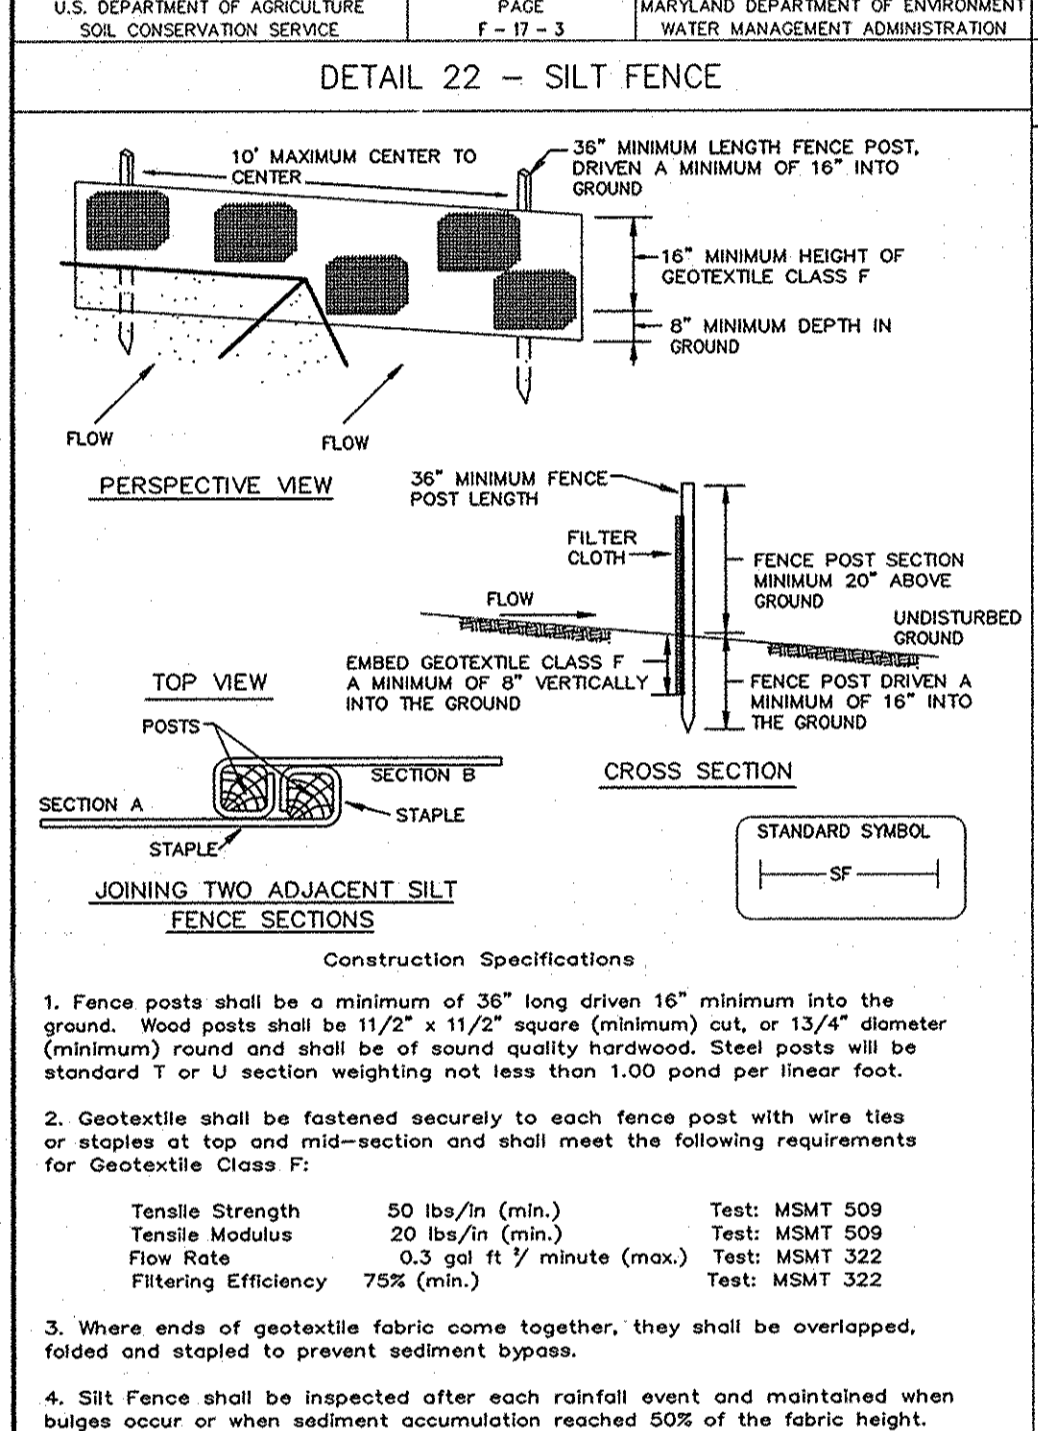 U.S. DEPARTMENT OF AGRICULTURE
SOIL CONSERVATION SERVICE
PAGE
F - 17 - 3
MARYLAND DEPARTMENT OF ENVIRONMENT
WATER MANAGEMENT ADMINISTRATION
DETAIL 22 - SILT FENCE
10' MAXIMUM CENTER TO
CENTER
36" MINIMUM LENGTH FENCE POST,
DRIVEN A MINIMUM OF 16" INTO
GROUND
16" MINIMUM HEIGHT OF
GEOTEXTILE CLASS F
8" MINIMUM DEPTH IN
GROUND
FLOW
FLOW
PERSPECTIVE VIEW
36" MINIMUM FENCE
POST LENGTH
FILTER
CLOTH
FENCE POST SECTION
MINIMUM 20" ABOVE
GROUND
FLOW
UNDISTURBED
GROUND
EMBED GEOTEXTILE CLASS F
A MINIMUM OF 8" VERTICALLY
INTO THE GROUND
FENCE POST DRIVEN A
MINIMUM OF 16" INTO
THE GROUND
CROSS SECTION
TOP VIEW
POSTS
SECTION B
SECTION A
STAPLE
STAPLE
JOINING TWO ADJACENT SILT
FENCE SECTIONS
STANDARD SYMBOL
SF
Construction Specifications
1. Fence posts shall be a minimum of 36" long driven 16" minimum into the
ground. Wood posts shall be 11/2" x 11/2" square (minimum) cut, or 13/4" diameter
(minimum) round and shall be of sound quality hardwood. Steel posts will be
standard T or U section weighting not less than 1.00 pond per linear foot.
2. Geotextile shall be fastened securely to each fence post with wire ties
or staples at top and mid-section and shall meet the following requirements
for Geotextile Class F:
Tensile Strength 50 lbs/in (min.) Test: MSMT 509
Tensile Modulus 20 lbs/in (min.) Test: MSMT 509
Flow Rate 0.3 gal ft ²/ minute (max.) Test: MSMT 322
Filtering Efficiency 75% (min.) Test: MSMT 322
3. Where ends of geotextile fabric come together, they shall be overlapped,
folded and stapled to prevent sediment bypass.
4. Silt Fence shall be inspected after each rainfall event and maintained when
bulges occur or when sediment accumulation reached 50% of the fabric height.